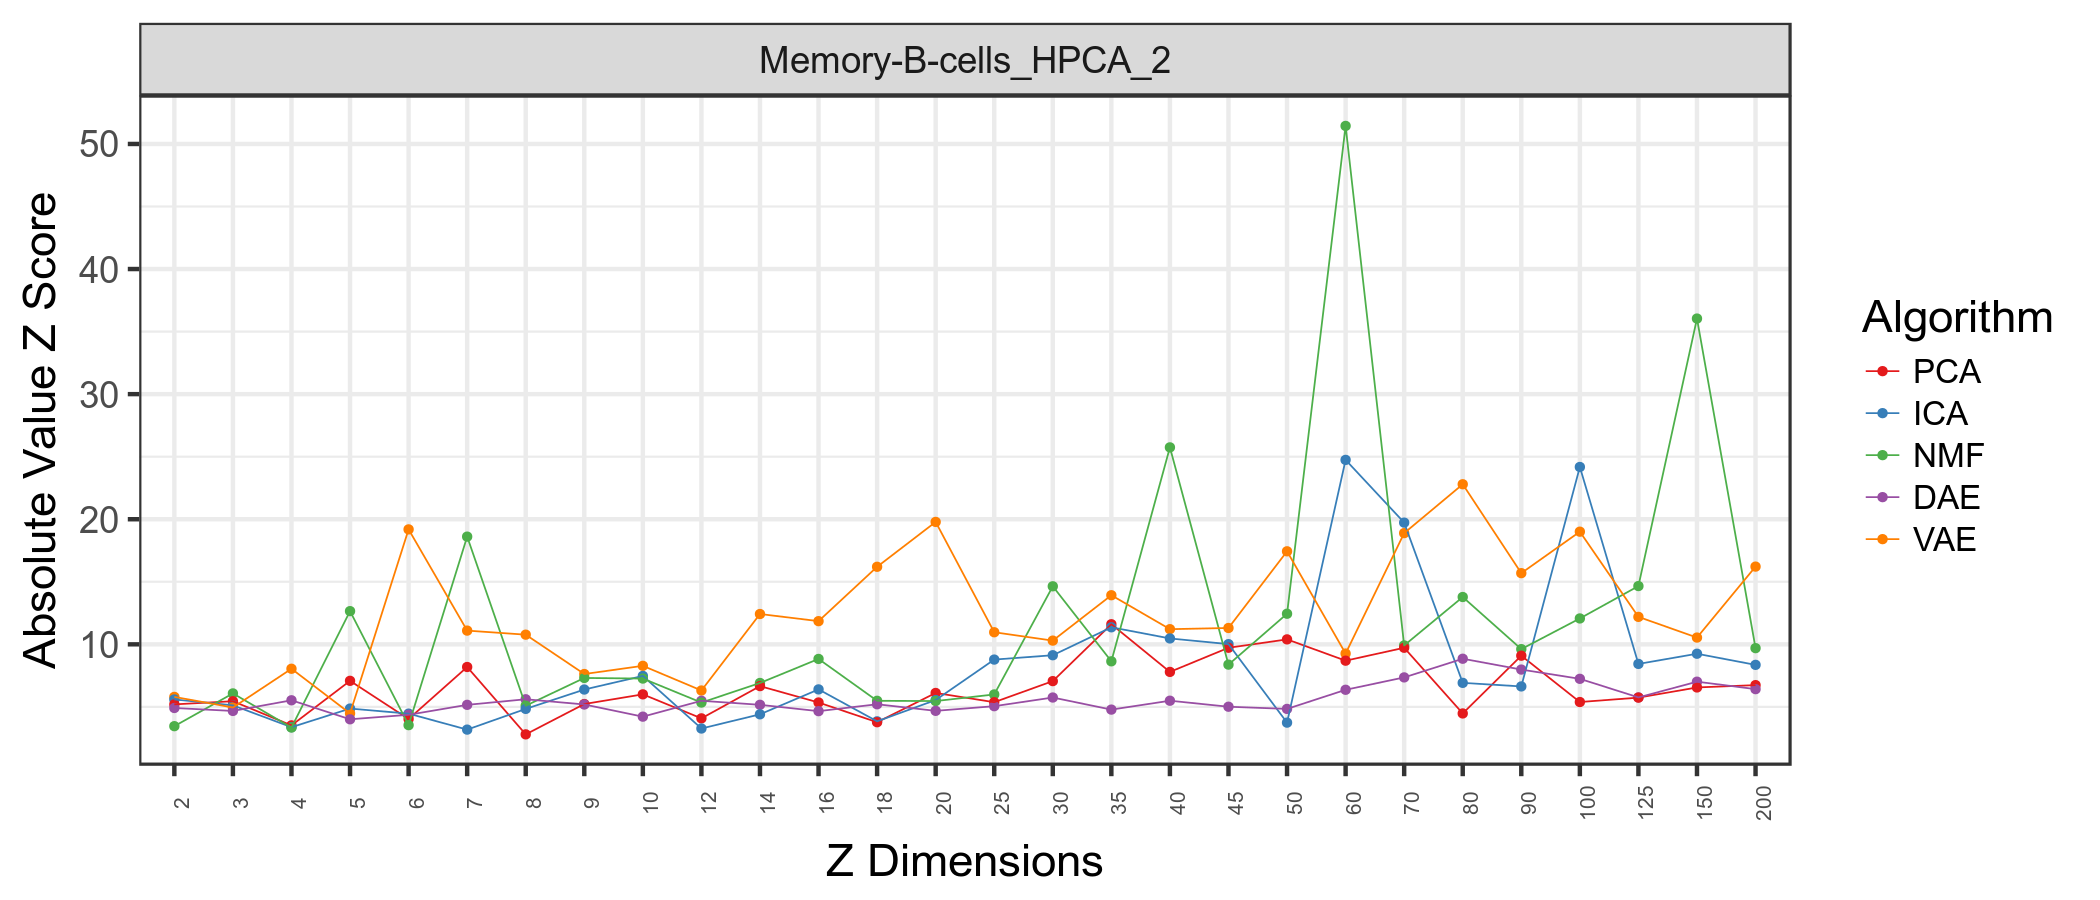 Memory-B-cells_HPCA_2
Absolute Value Z Score
50
40
30
20
10
2 3 4 5 6 7 8 9 10 12 14 16 18 20 25 30 35 40 45 50 60 70 80 90 100 125 150 200
Z Dimensions
Algorithm
PCA
ICA
NMF
DAE
VAE